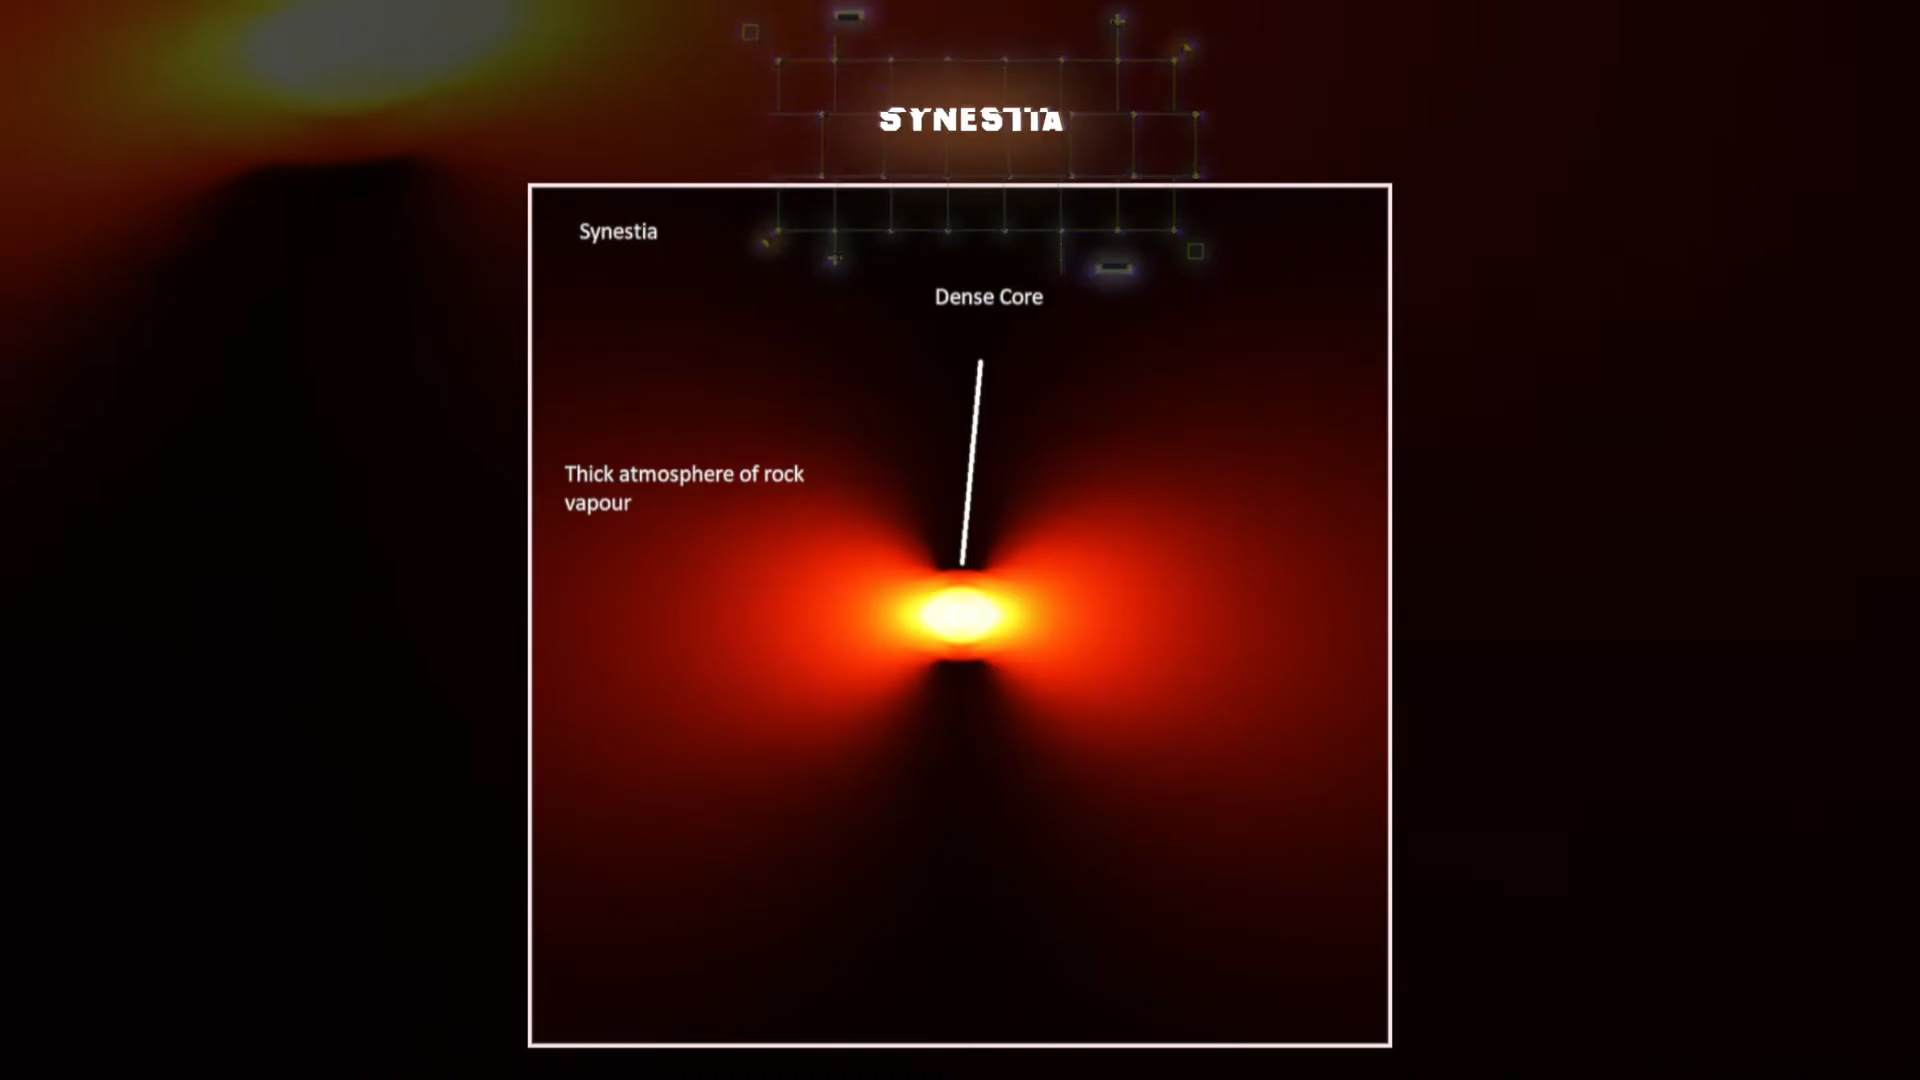 SYNESTIA
Synestia
Dense Core
Thick atmosphere of rock
vapour